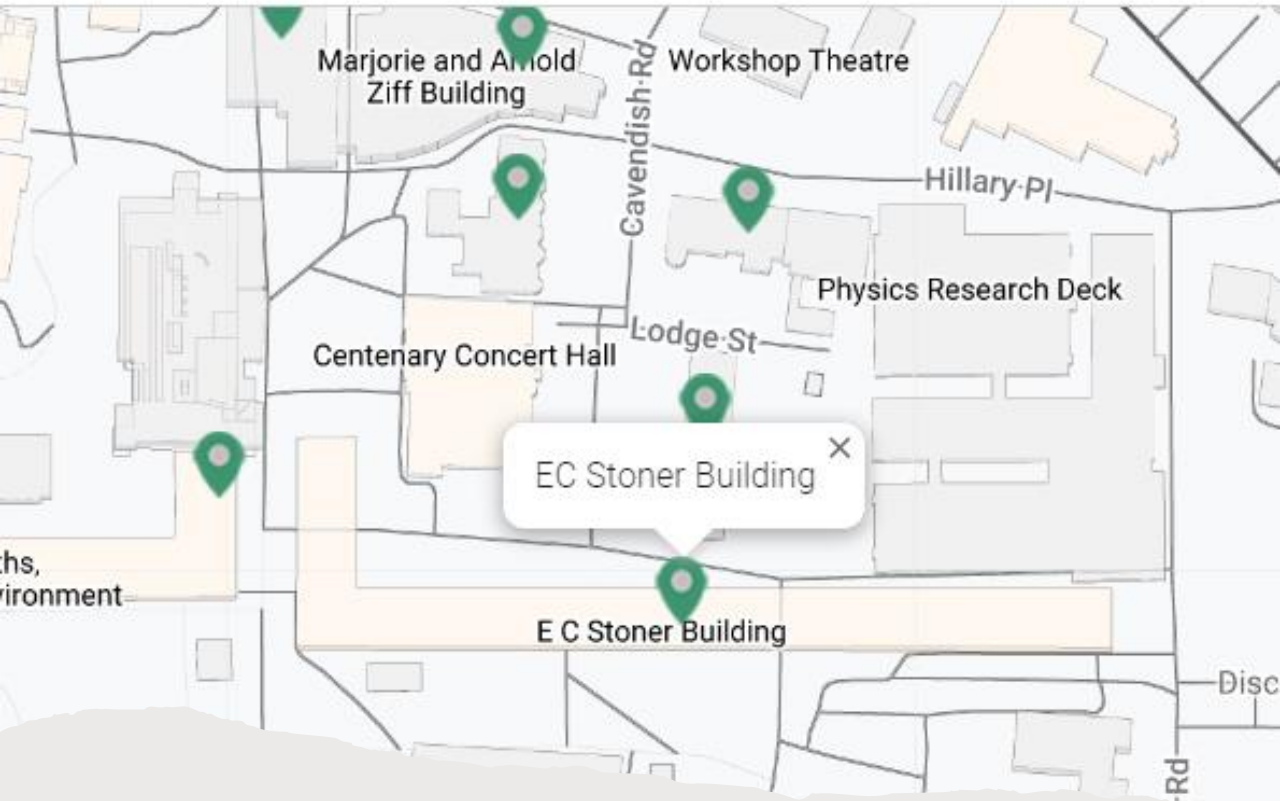 Marjorie and Arnold
Ziff Building
Workshop Theatre
Cavendish Rd
Hillary Pl
Physics Research Deck
Lodge St
Centenary Concert Hall
EC Stoner Building
ths,
vironment
E C Stoner Building
Disc
Rd